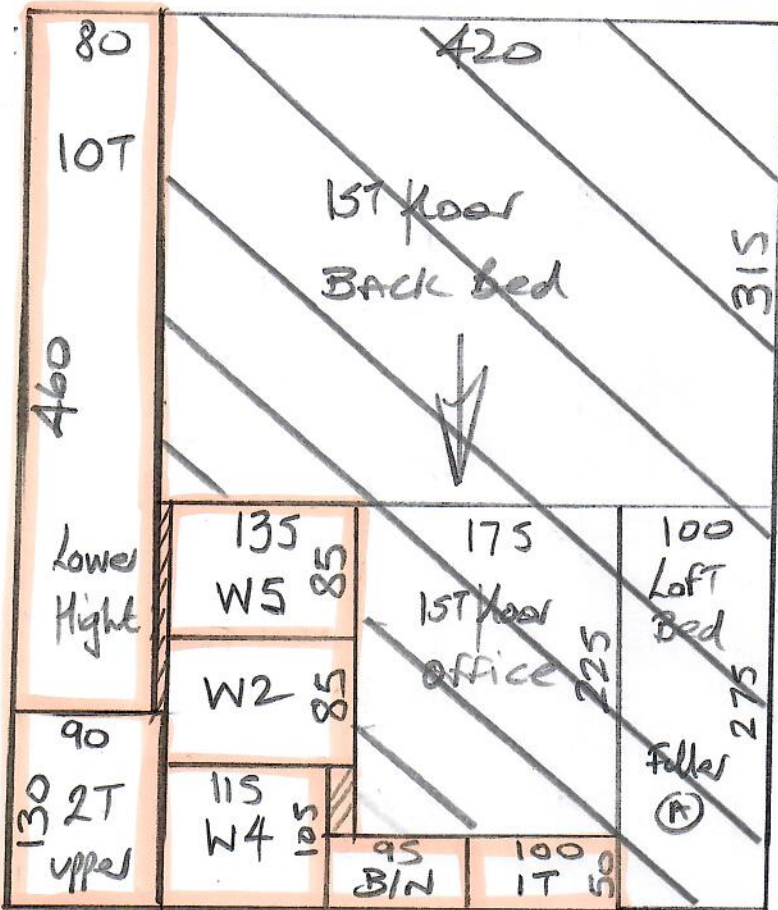 80
10T
460
Lower
Hight
420
1ST floor
BACK Bed
315
135
W5
85
W2
85
115
W4
105
175
1ST floor
office
225
100
LofT
Bed
275
Filler
A
90
130
2T
upper
95
B/N
100
1T
50